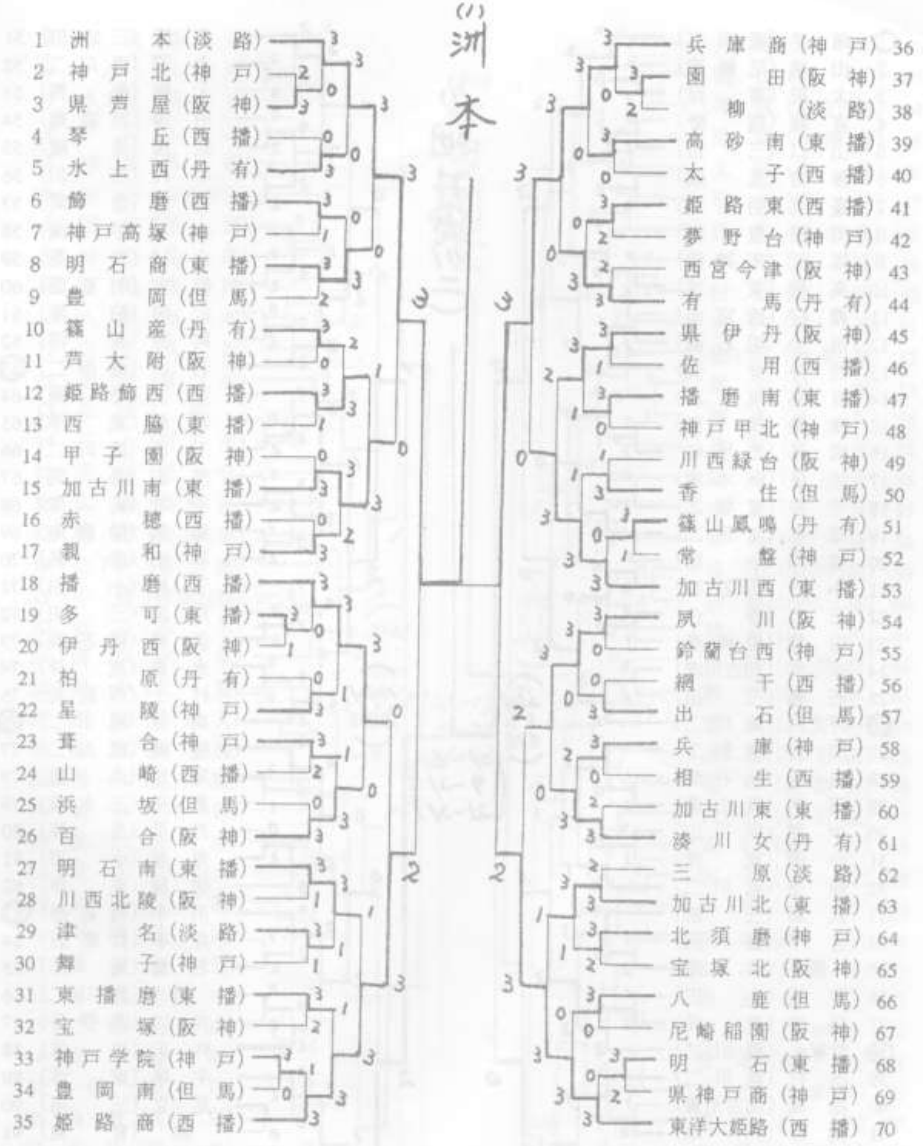 (1)
洲本
1 洲本(淡路)
2 神戸北(神戸)
3 県芦屋(阪神)
4 琴丘(西播)
5 氷上西(丹有)
6 飾磨(西播)
7 神戸高塚(神戸)
8 明石商(東播)
9 豊岡(但馬)
10 篠山産(丹有)
11 芦大附(阪神)
12 姫路飾西(西播)
13 西脇(東播)
14 甲子園(阪神)
15 加古川南(東播)
16 赤穂(西播)
17 親和(神戸)
18 播磨(西播)
19 多可(東播)
20 伊丹西(阪神)
21 柏原(丹有)
22 星陵(神戸)
23 葺合(神戸)
24 山崎(西播)
25 浜坂(但馬)
26 百合(阪神)
27 明石南(東播)
28 川西北陵(阪神)
29 津名(淡路)
30 舞子(神戸)
31 東播磨(東播)
32 宝塚(阪神)
33 神戸学院(神戸)
34 豊岡南(但馬)
35 姫路商(西播)
兵庫商(神戸) 36
園田(阪神) 37
柳(淡路) 38
高砂南(東播) 39
太子(西播) 40
姫路東(西播) 41
夢野台(神戸) 42
西宮今津(阪神) 43
有馬(丹有) 44
県伊丹(阪神) 45
佐用(西播) 46
播磨南(東播) 47
神戸甲北(神戸) 48
川西緑台(阪神) 49
香住(但馬) 50
篠山鳳鳴(丹有) 51
常盤(神戸) 52
加古川西(東播) 53
夙川(阪神) 54
鈴蘭台西(神戸) 55
網干(西播) 56
出石(但馬) 57
兵庫(神戸) 58
相生(西播) 59
加古川東(東播) 60
湊川女(丹有) 61
三原(淡路) 62
加古川北(東播) 63
北須磨(神戸) 64
宝塚北(阪神) 65
八鹿(但馬) 66
尼崎稲園(阪神) 67
明石(東播) 68
県神戸商(神戸) 69
東洋大姫路(西播) 70